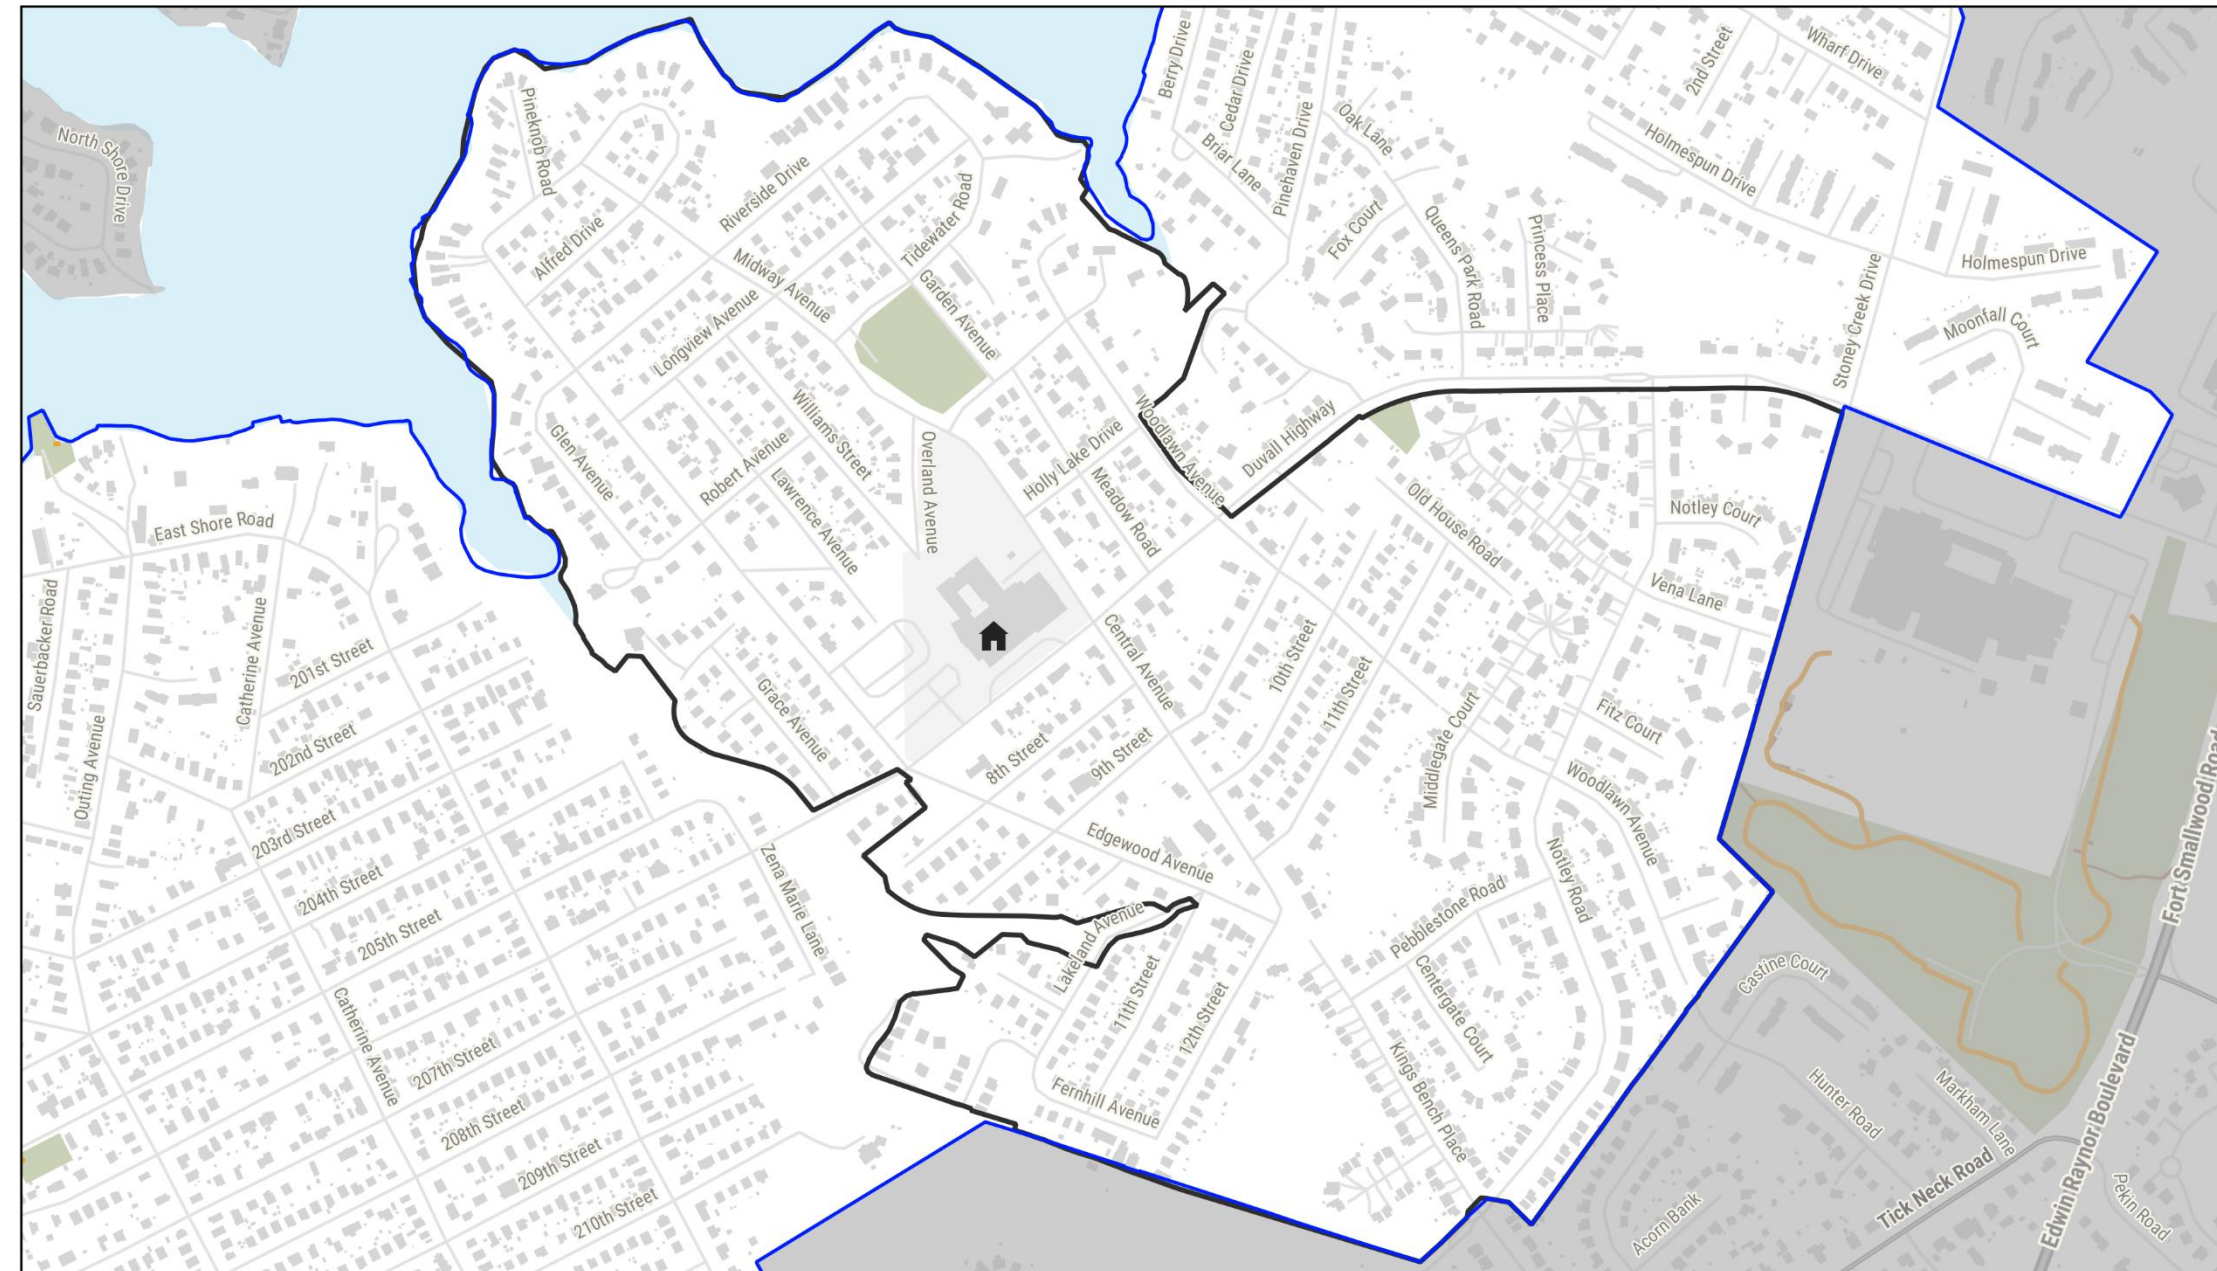 Berry Drive
Cedar Drive
Briar Lane
Pinehaven Drive
Oak Lane
Fox Court
2nd Street
Wharf Drive
Holmespun Drive
North Shore Drive
Pineknob Road
Riverside Drive
Tidewater Road
Alfred Drive
Midway Avenue
Queens Park Road
Princess Place
Holmespun Drive
Longview Avenue
Garden Avenue
Stoney Creek Drive
Moonfall Court
Glen Avenue
Williams Street
Robert Avenue
Overland Avenue
Holly Lake Drive
Woodlawn Avenue
Duvall Highway
Lawrence Avenue
Meadow Road
Old House Road
Notley Court
East Shore Road
Sauerbacker Road
Catherine Avenue
201st Street
Vena Lane
Central Avenue
10th Street
11th Street
Outing Avenue
202nd Street
Grace Avenue
Middlegate Court
Fitz Court
8th Street
9th Street
203rd Street
Zena Marie Lane
Edgewood Avenue
Woodlawn Avenue
Fort Smallwood Road
204th Street
205th Street
Lakeland Avenue
Pebblestone Road
Notley Road
Catherine Avenue
11th Street
12th Street
Centergate Court
Castine Court
207th Street
Fernhill Avenue
Kings Bench Place
Hunter Road
Markham Lane
208th Street
209th Street
210th Street
Acorn Bank
Tick Neck Road
Edwin Raynor Boulevard
Pekin Road